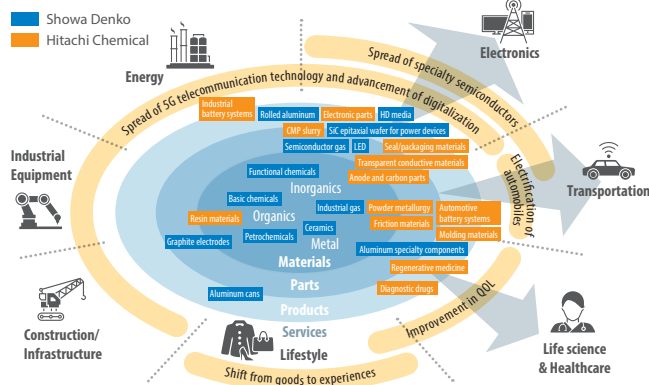 Showa Denko
Hitachi Chemical
Electronics
Energy
Spread of specialty semiconductors
Spread of 5G telecommunication technology and advancement of digitalization
Industrial
battery systems
Rolled aluminum
Electronic parts
HD media
CMP slurry
SiC epitaxial wafer for power devices
Semiconductor gas
LED
Seal/packaging materials
Transparent conductive materials
Functional chemicals
Anode and carbon parts
Industrial
Equipment
Electrification of
automobiles
Transportation
Inorganics
Basic chemicals
Industrial gas
Powder metallurgy
Automotive
battery systems
Resin materials
Organics
Friction materials
Ceramics
Molding materials
Graphite electrodes
Petrochemicals
Metal
Aluminum specialty components
Materials
Regenerative medicine
Parts
Aluminum cans
Diagnostic drugs
Products
Improvement in QOL
Services
Construction/
Infrastructure
Lifestyle
Life science
& Healthcare
Shift from goods to experiences